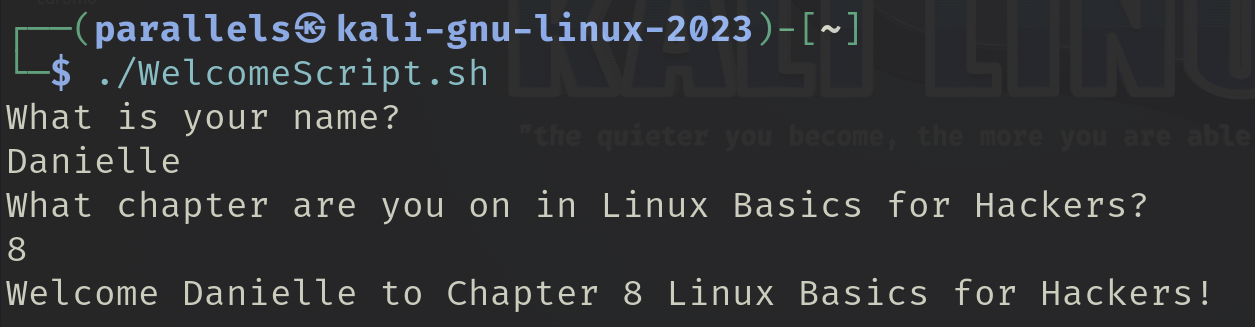 ┌──(parallels㉿kali-gnu-linux-2023)-[~]
└─$ ./WelcomeScript.sh
What is your name?
Danielle
"the quieter you become, the more you are able
What chapter are you on in Linux Basics for Hackers?
8
Welcome Danielle to Chapter 8 Linux Basics for Hackers!